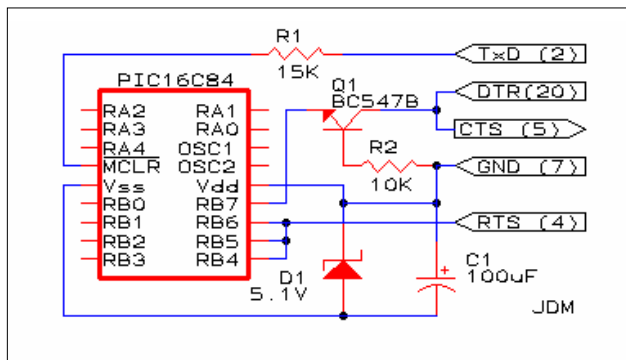 R1
15K
TxD (2)
PIC16C84
Q1
BC547B
DTR(20)
CTS (5)
RA2 RA1
RA3 RA0
RA4 OSC1
MCLR OSC2
R2
10K
GND (7)
Vss Vdd
RB0 RB7
RB1 RB6
RTS (4)
RB2 RB5
RB3 RB4
D1
5.1V
C1
+
100uF
JDM